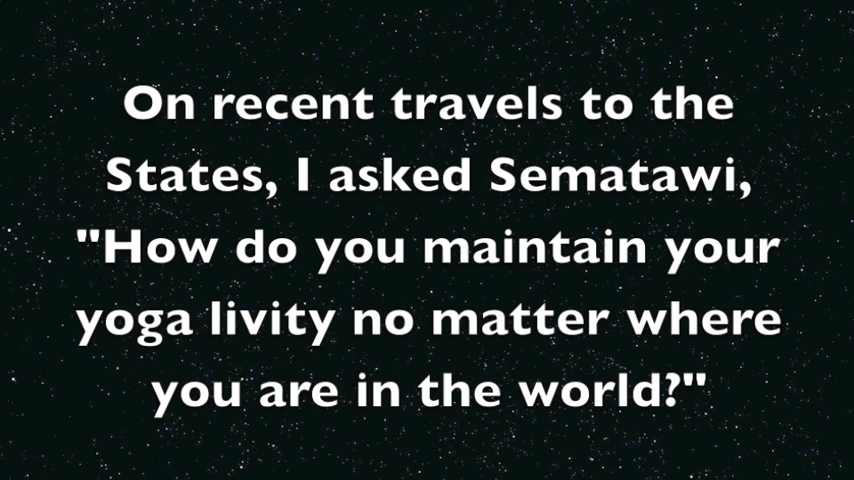 On recent travels to the
States, I asked Sematawi,
"How do you maintain your
yoga livity no matter where
you are in the world?"